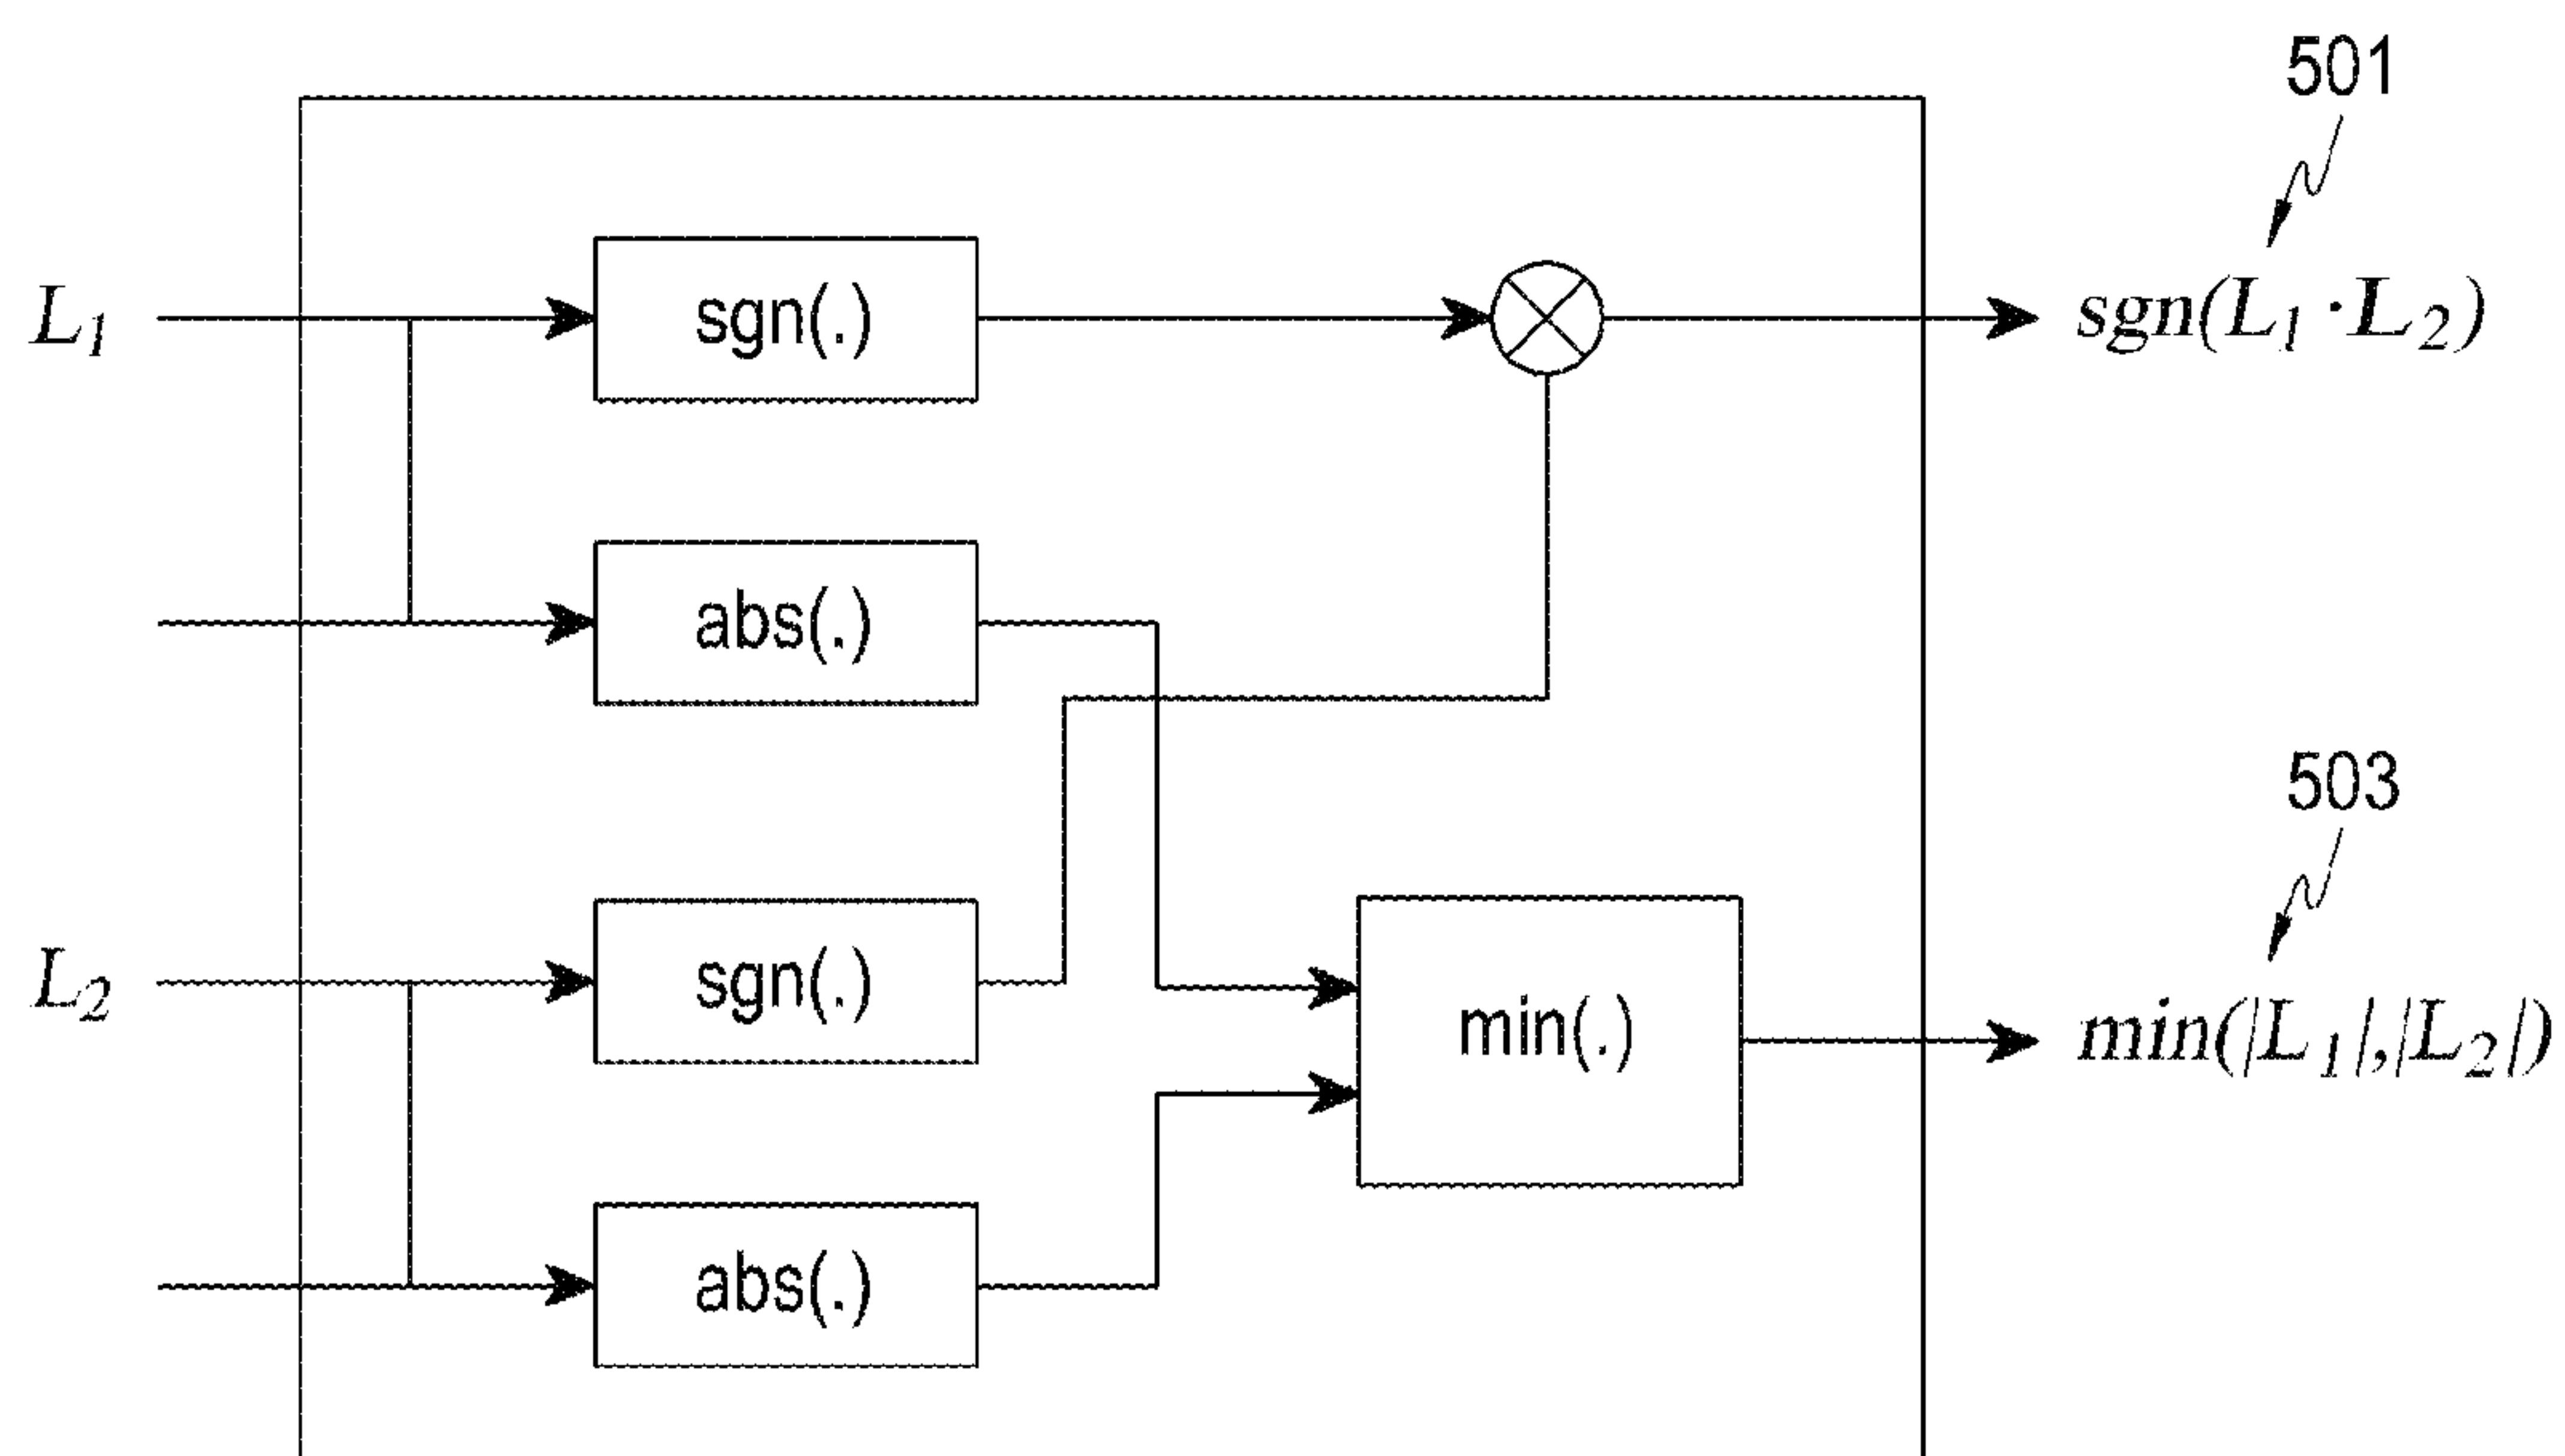 501
L₁
sgn(.)
sgn(L₁·L₂)
abs(.)
503
L₂
sgn(.)
min(.)
min(|L₁|,|L₂|)
abs(.)